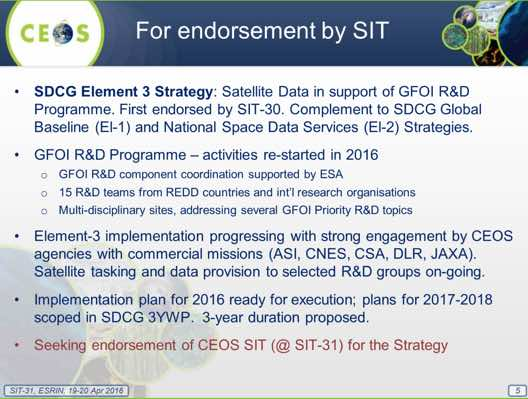 CEOS
For endorsement by SIT
• SDCG Element 3 Strategy: Satellite Data in support of GFOI R&D
Programme. First endorsed by SIT-30. Complement to SDCG Global
Baseline (El-1) and National Space Data Services (El-2) Strategies.
• GFOI R&D Programme – activities re-started in 2016
o GFOI R&D component coordination supported by ESA
o 15 R&D teams from REDD countries and int'l research organisations
o Multi-disciplinary sites, addressing several GFOI Priority R&D topics
• Element-3 implementation progressing with strong engagement by CEOS
agencies with commercial missions (ASI, CNES, CSA, DLR, JAXA).
Satellite tasking and data provision to selected R&D groups on-going.
• Implementation plan for 2016 ready for execution; plans for 2017-2018
scoped in SDCG 3YWP. 3-year duration proposed.
• Seeking endorsement of CEOS SIT (@ SIT-31) for the Strategy
SIT-31, ESRIN, 19-20 Apr 2016
5